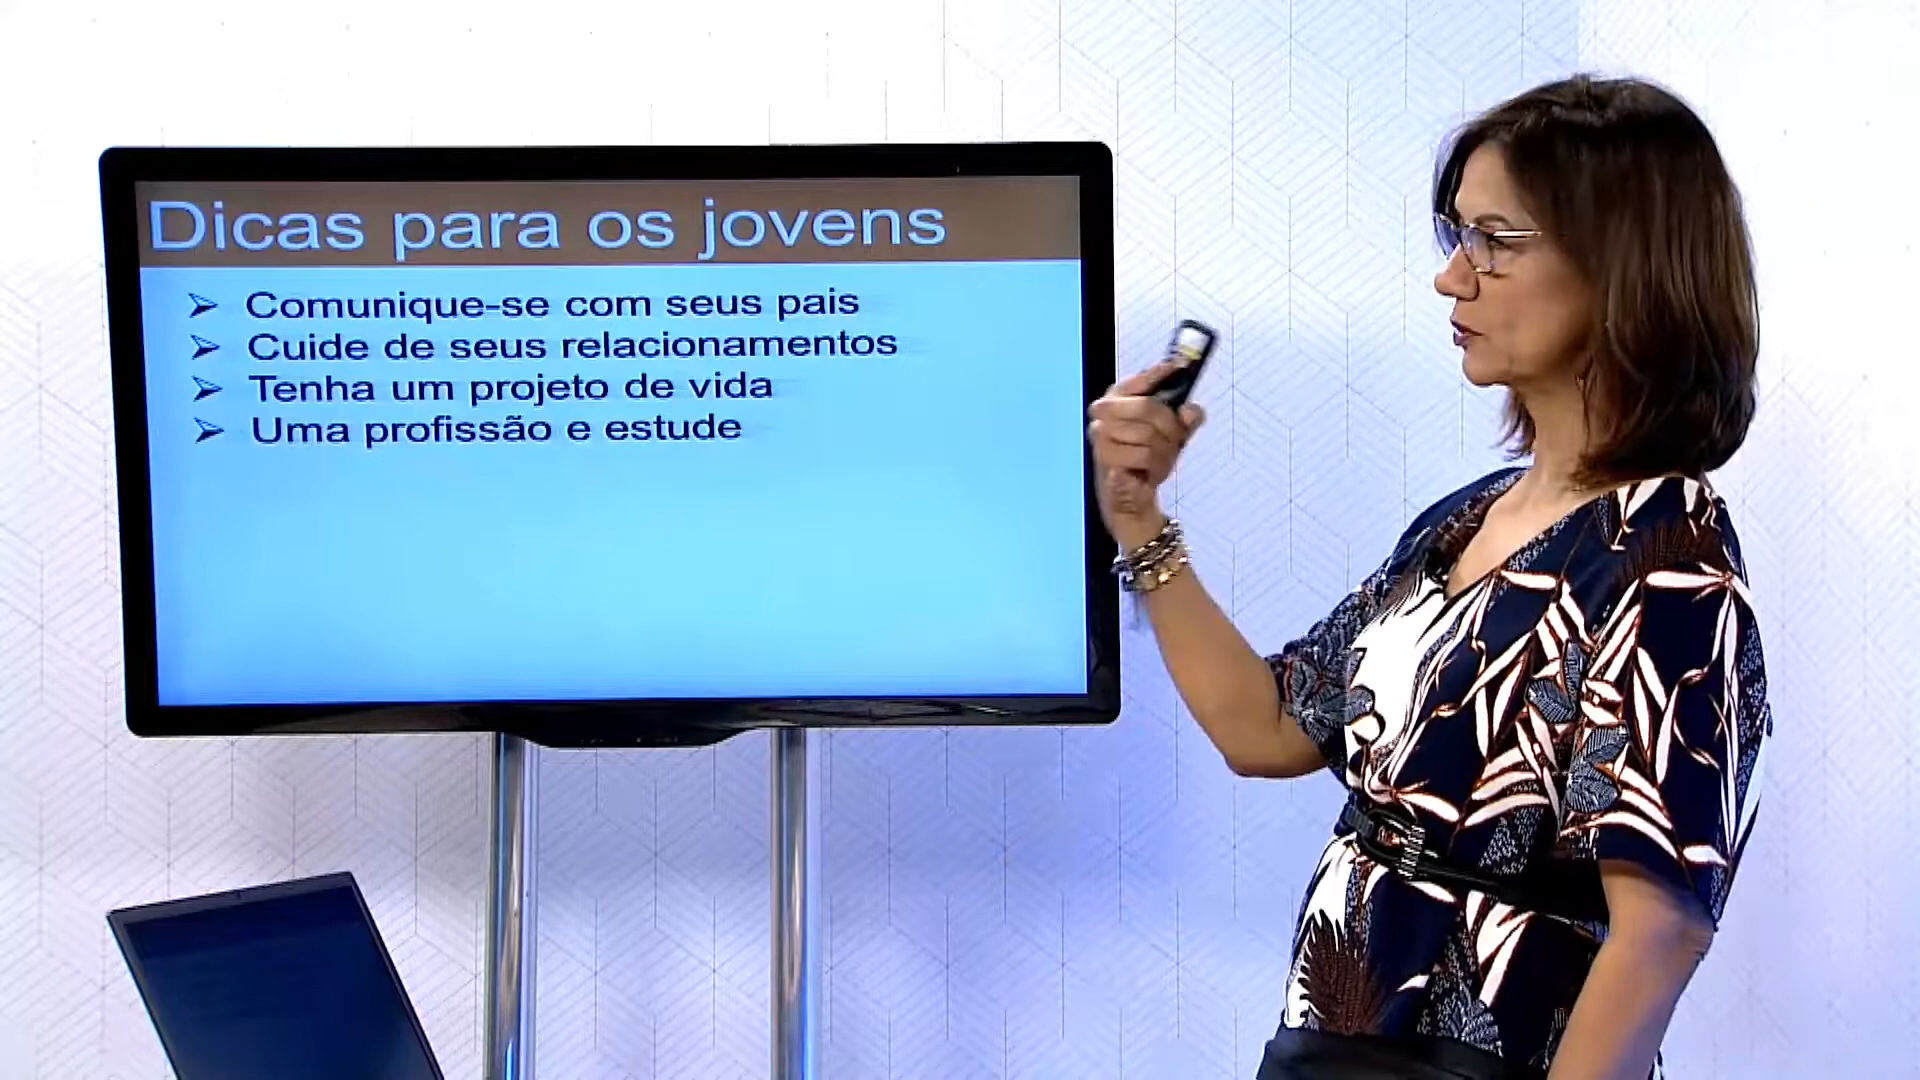 Dicas para os jovens
➢ Comunique-se com seus pais
➢ Cuide de seus relacionamentos
➢ Tenha um projeto de vida
➢ Uma profissão e estude